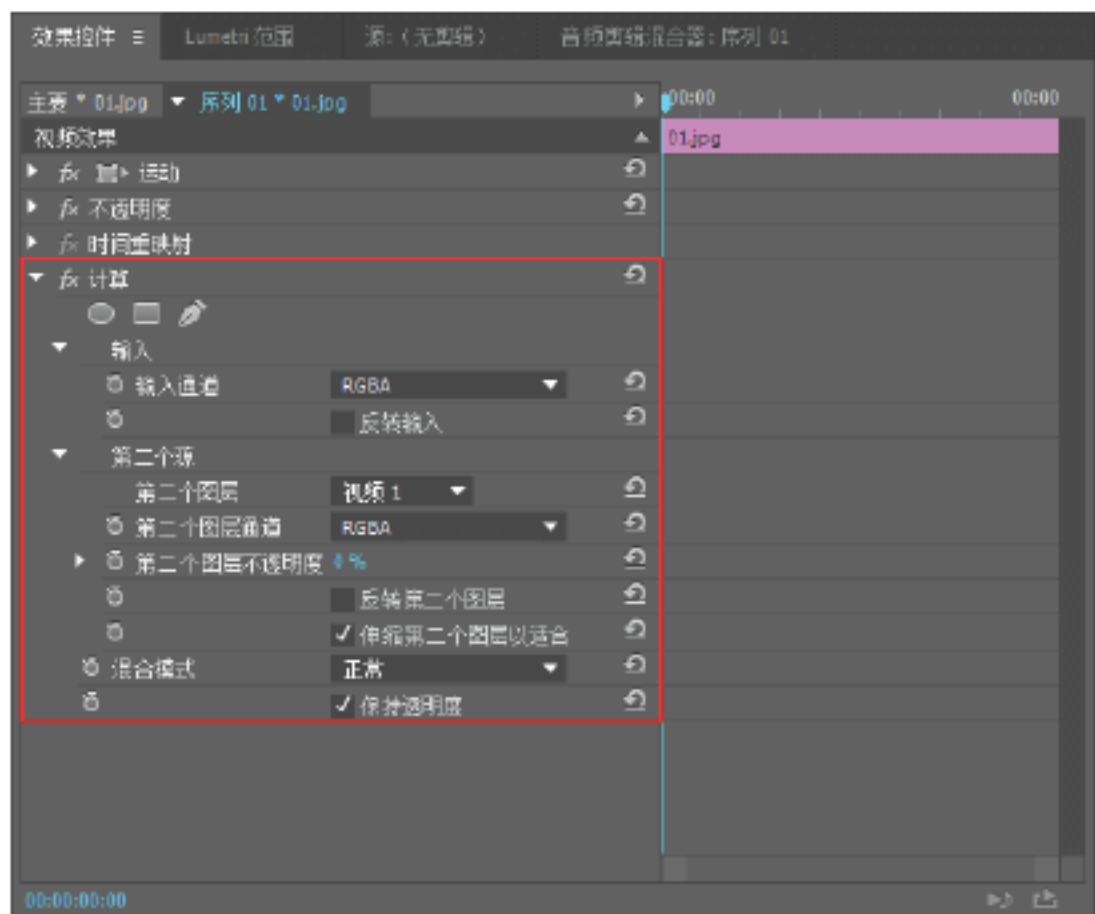 效果控件 Lumetri 范围 源:（无剪辑） 音频剪辑混合器: 序列 01
主要 * 01.jpg 序列 01 * 01.jpg 00:00 00:00
视频效果 01.jpg
fx 运动
fx 不透明度
fx 时间重映射
fx 计算
输入
输入通道 RGBA
反转输入
第二个源
第二个图层 视频 1
第二个图层通道 RGBA
第二个图层不透明度 0 %
反转第二个图层
伸缩第二个图层以适合
混合模式 正常
保持透明度
00:00:00:00